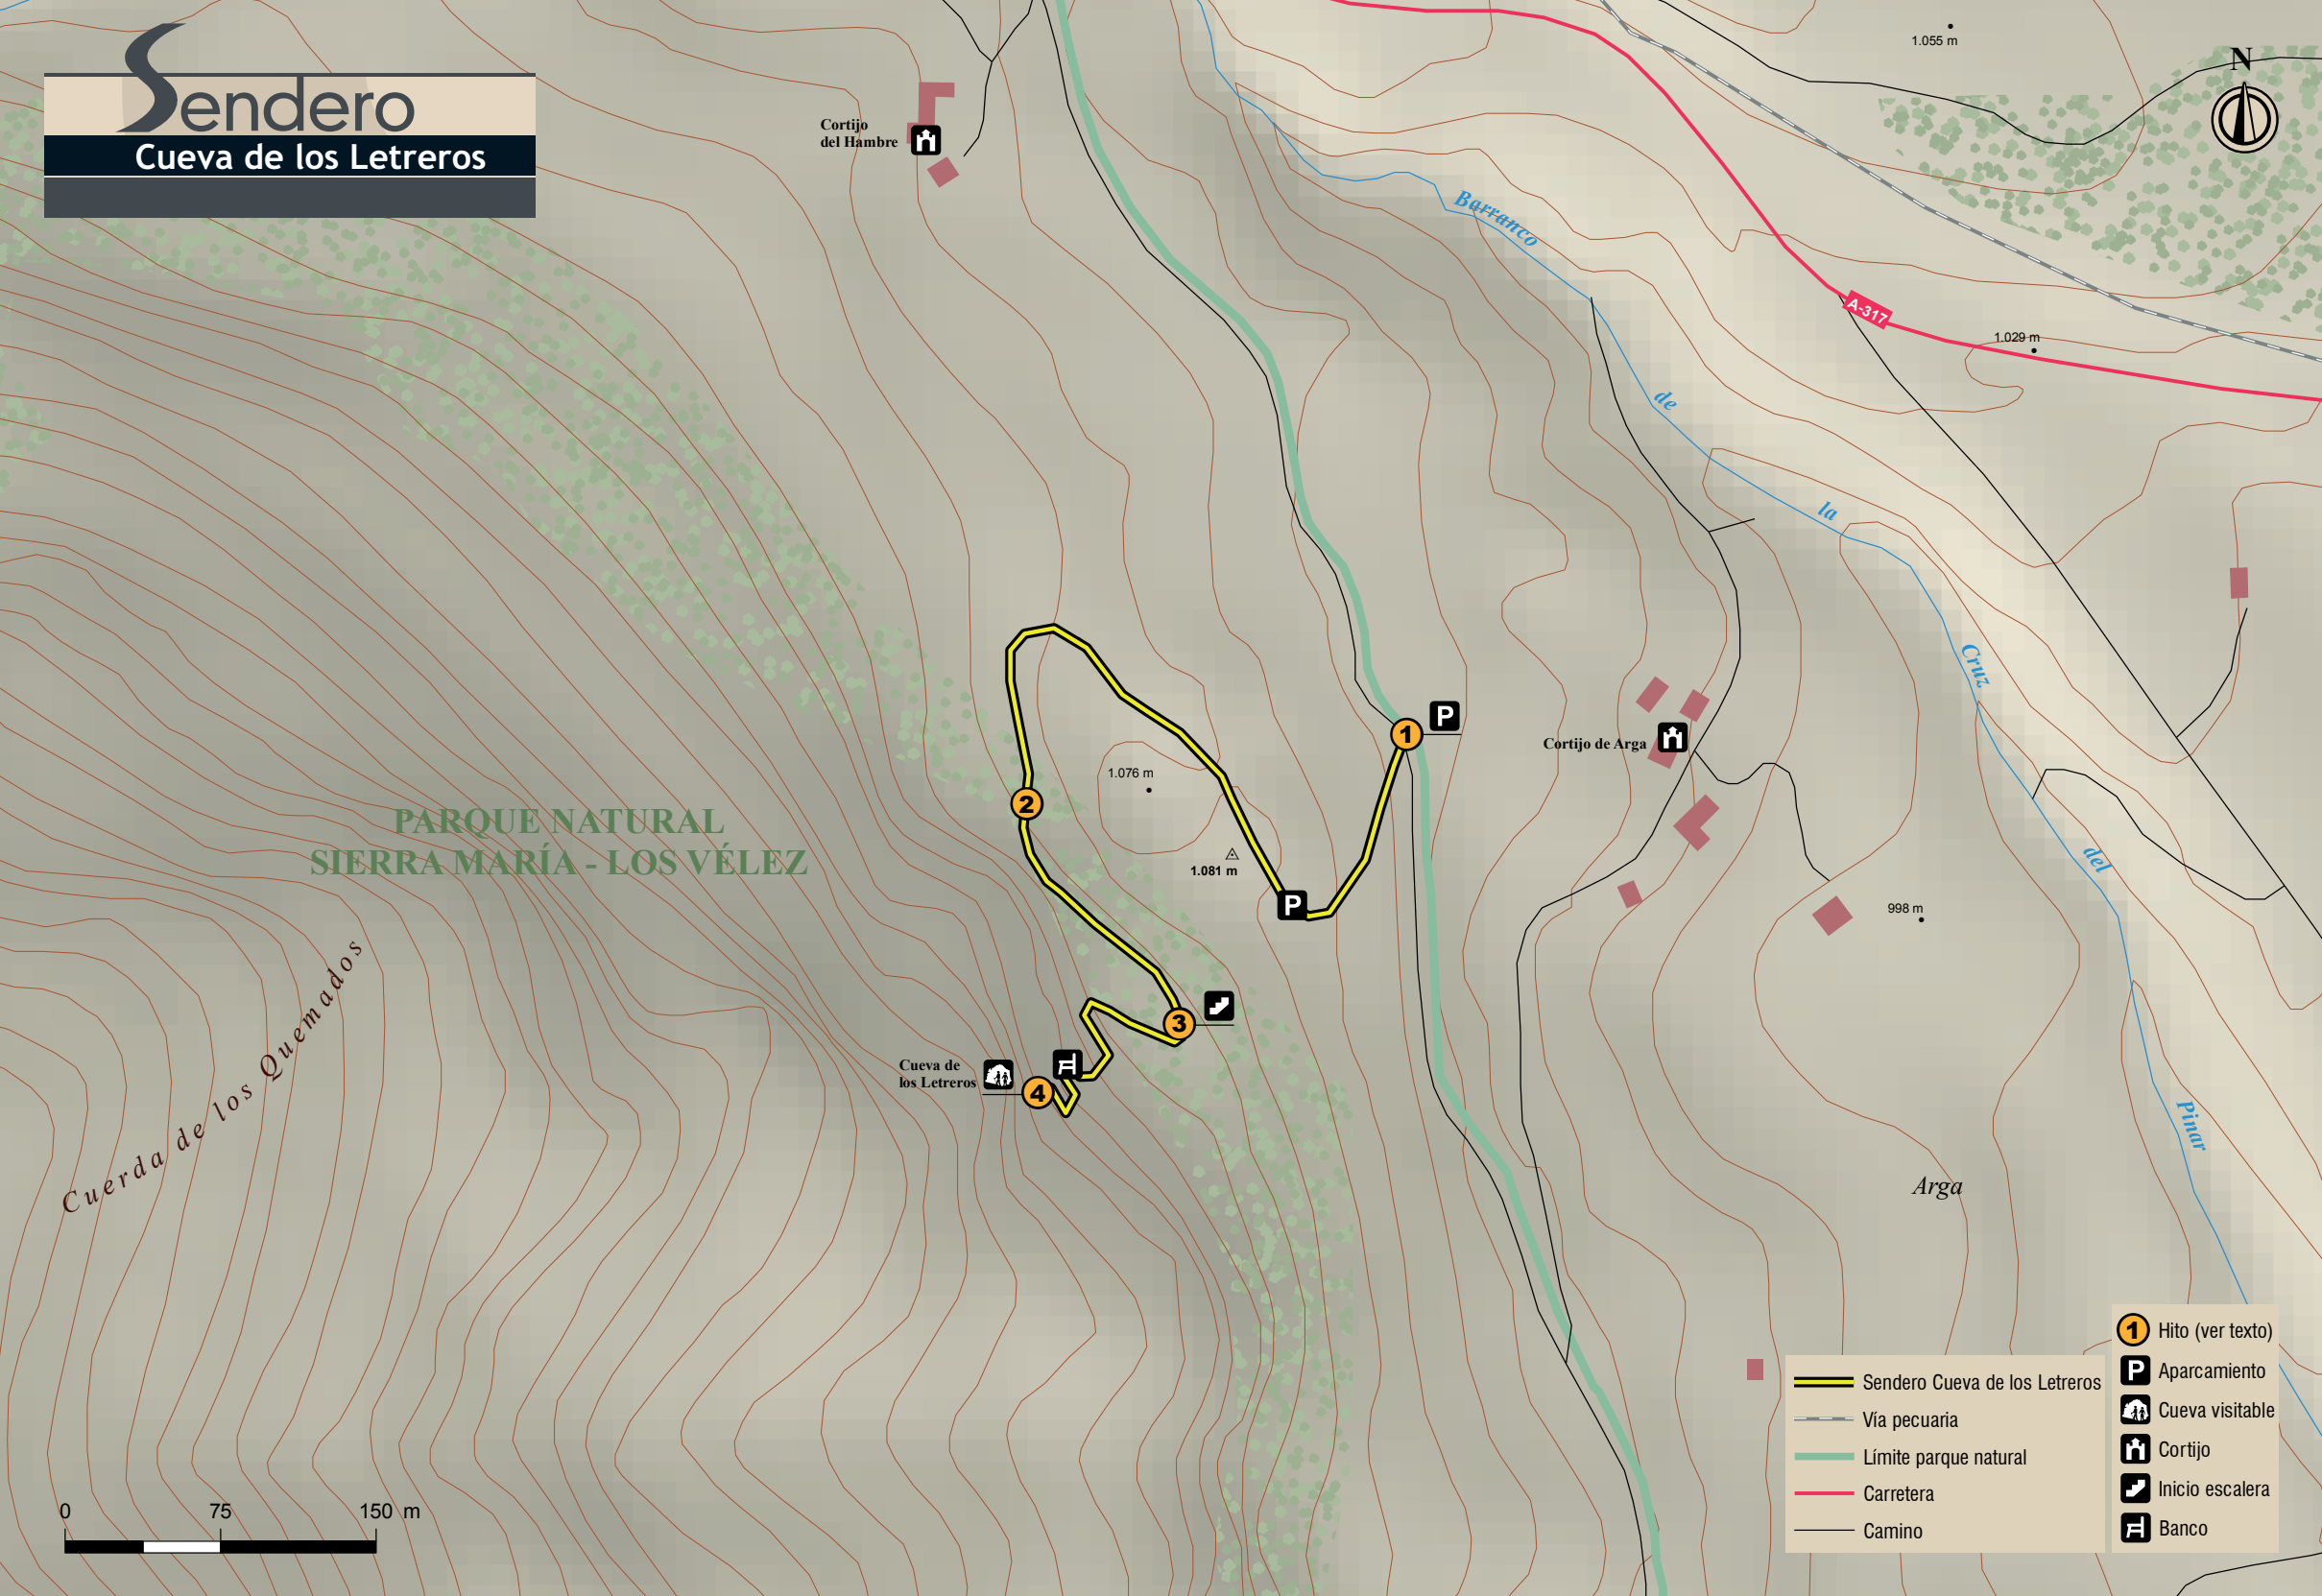 Sendero
Cueva de los Letreros
Cortijo
del Hambre
Barranco
de
la
Cruz
del
Pinar
A-317
1.055 m
N
1.029 m
P
1
Cortijo de Arga
1.076 m
2
1.081 m
P
PARQUE NATURAL
SIERRA MARÍA - LOS VÉLEZ
998 m
Cuerda de los Quemados
3
Cueva de
los Letreros
4
Arga
0 75 150 m
Sendero Cueva de los Letreros
Vía pecuaria
Límite parque natural
Carretera
Camino
1 Hito (ver texto)
P Aparcamiento
Cueva visitable
Cortijo
Inicio escalera
Banco